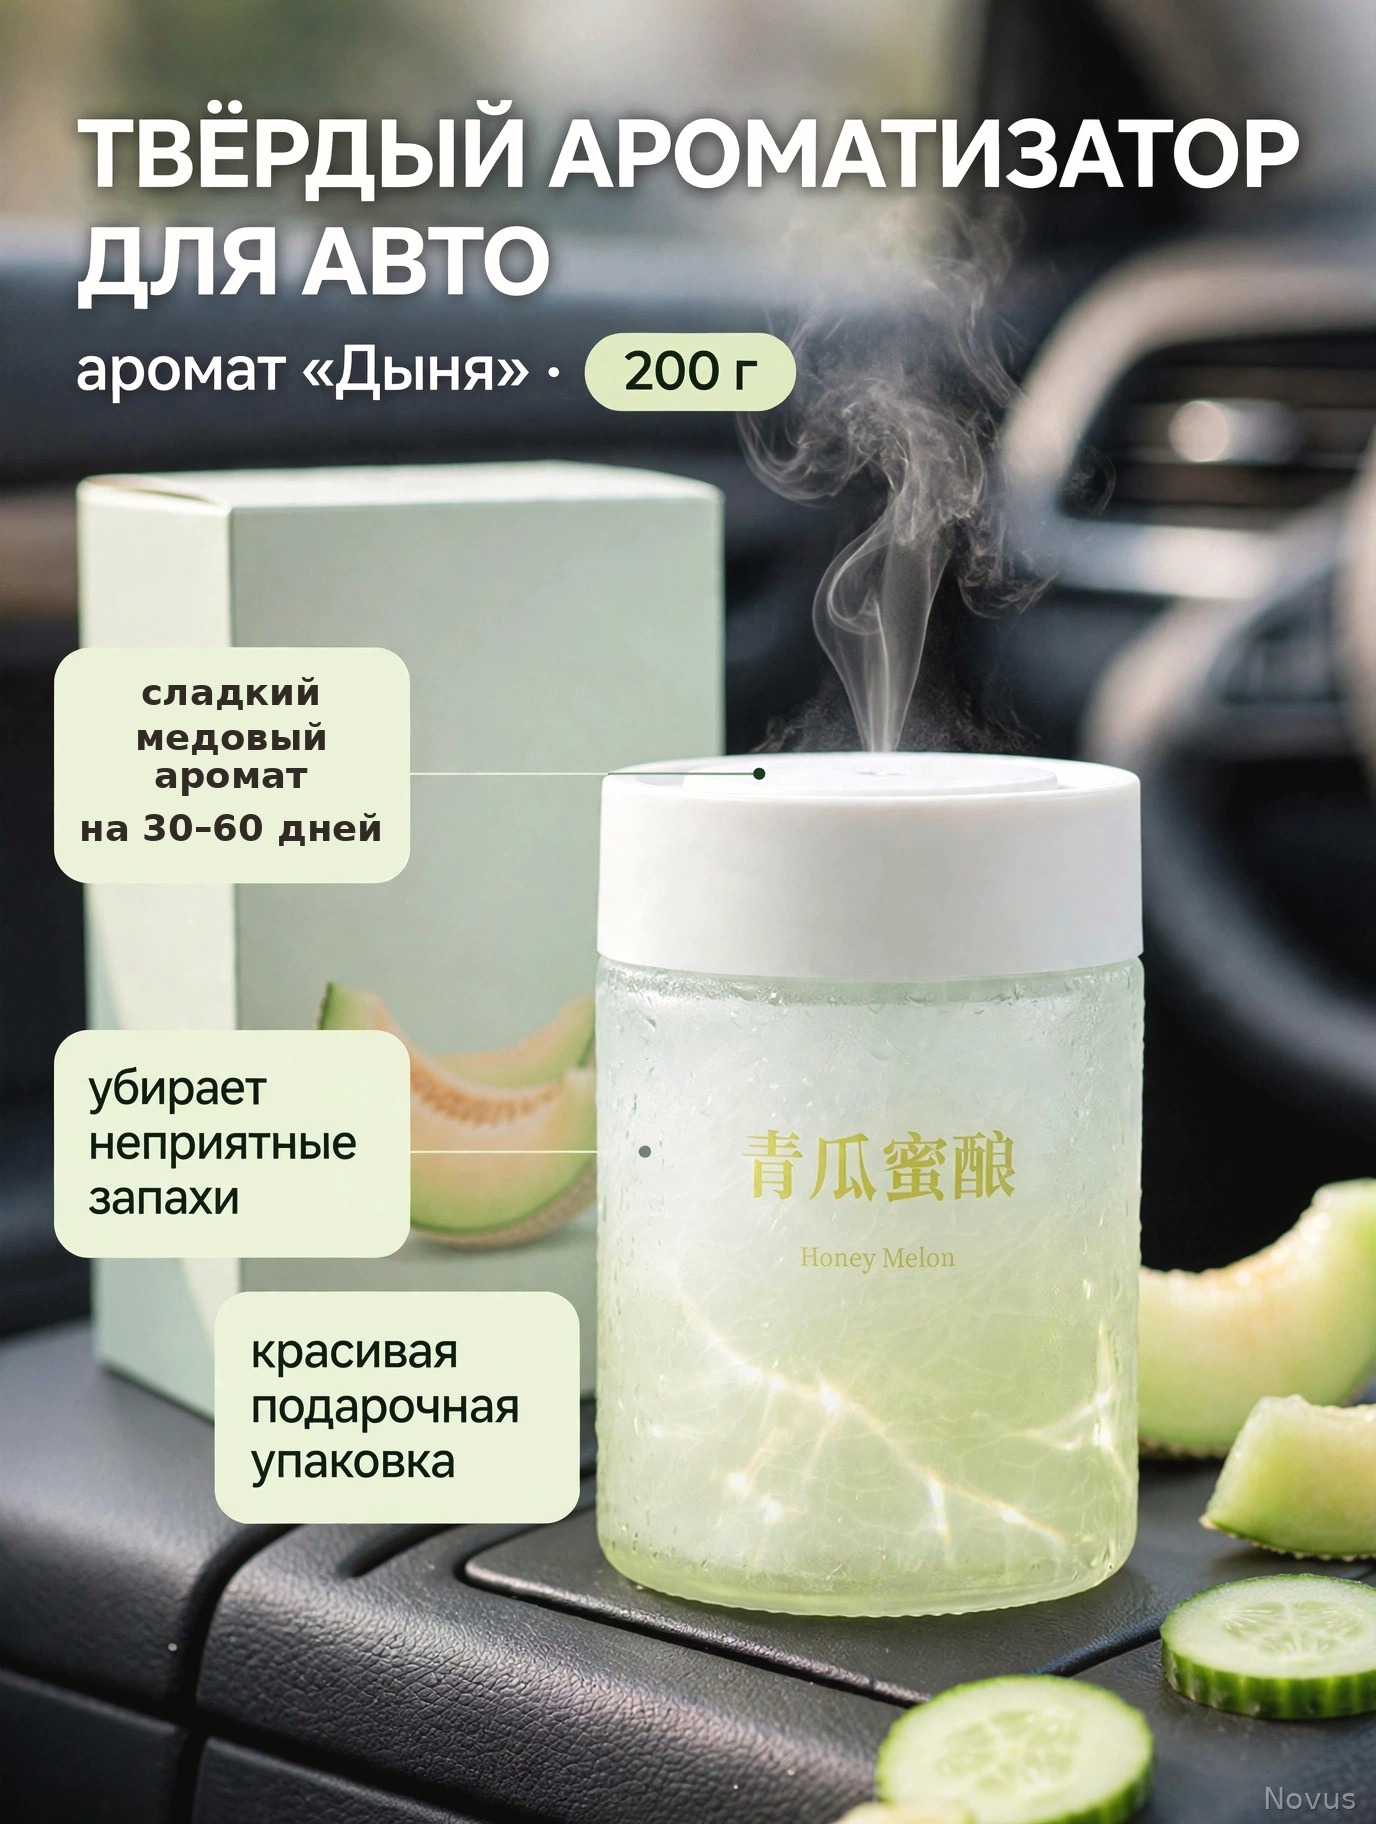 ТВЁРДЫЙ АРОМАТИЗАТОР
ДЛЯ АВТО
аромат «Дыня» · 200 г
сладкий
медовый
аромат
на 30–60 дней
убирает
неприятные
запахи
красивая
подарочная
упаковка
青瓜蜜酿
Honey Melon
Novus